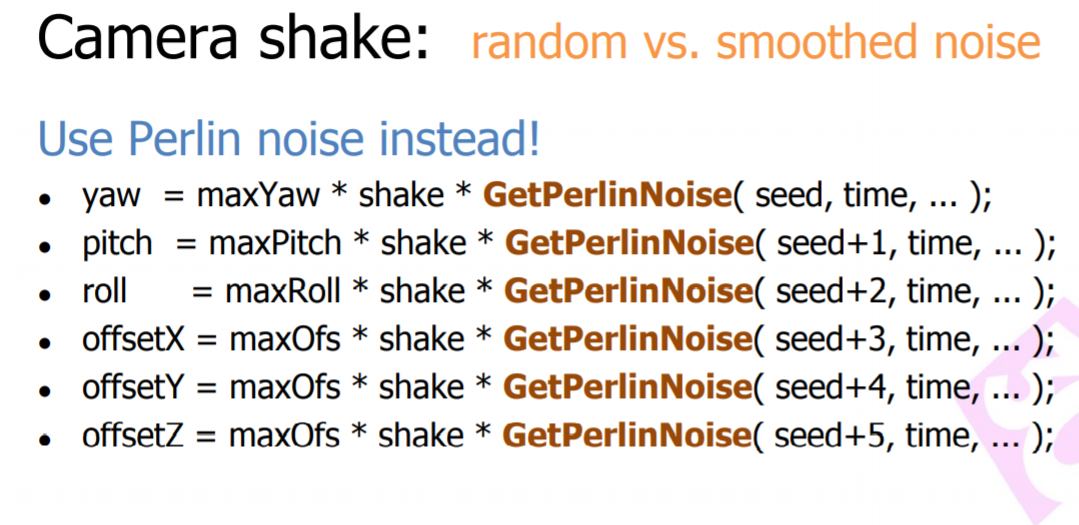 Camera shake: random vs. smoothed noise
Use Perlin noise instead!
• yaw = maxYaw * shake * GetPerlinNoise( seed, time, ... );
• pitch = maxPitch * shake * GetPerlinNoise( seed+1, time, ... );
• roll = maxRoll * shake * GetPerlinNoise( seed+2, time, ... );
• offsetX = maxOfs * shake * GetPerlinNoise( seed+3, time, ... );
• offsetY = maxOfs * shake * GetPerlinNoise( seed+4, time, ... );
• offsetZ = maxOfs * shake * GetPerlinNoise( seed+5, time, ... );